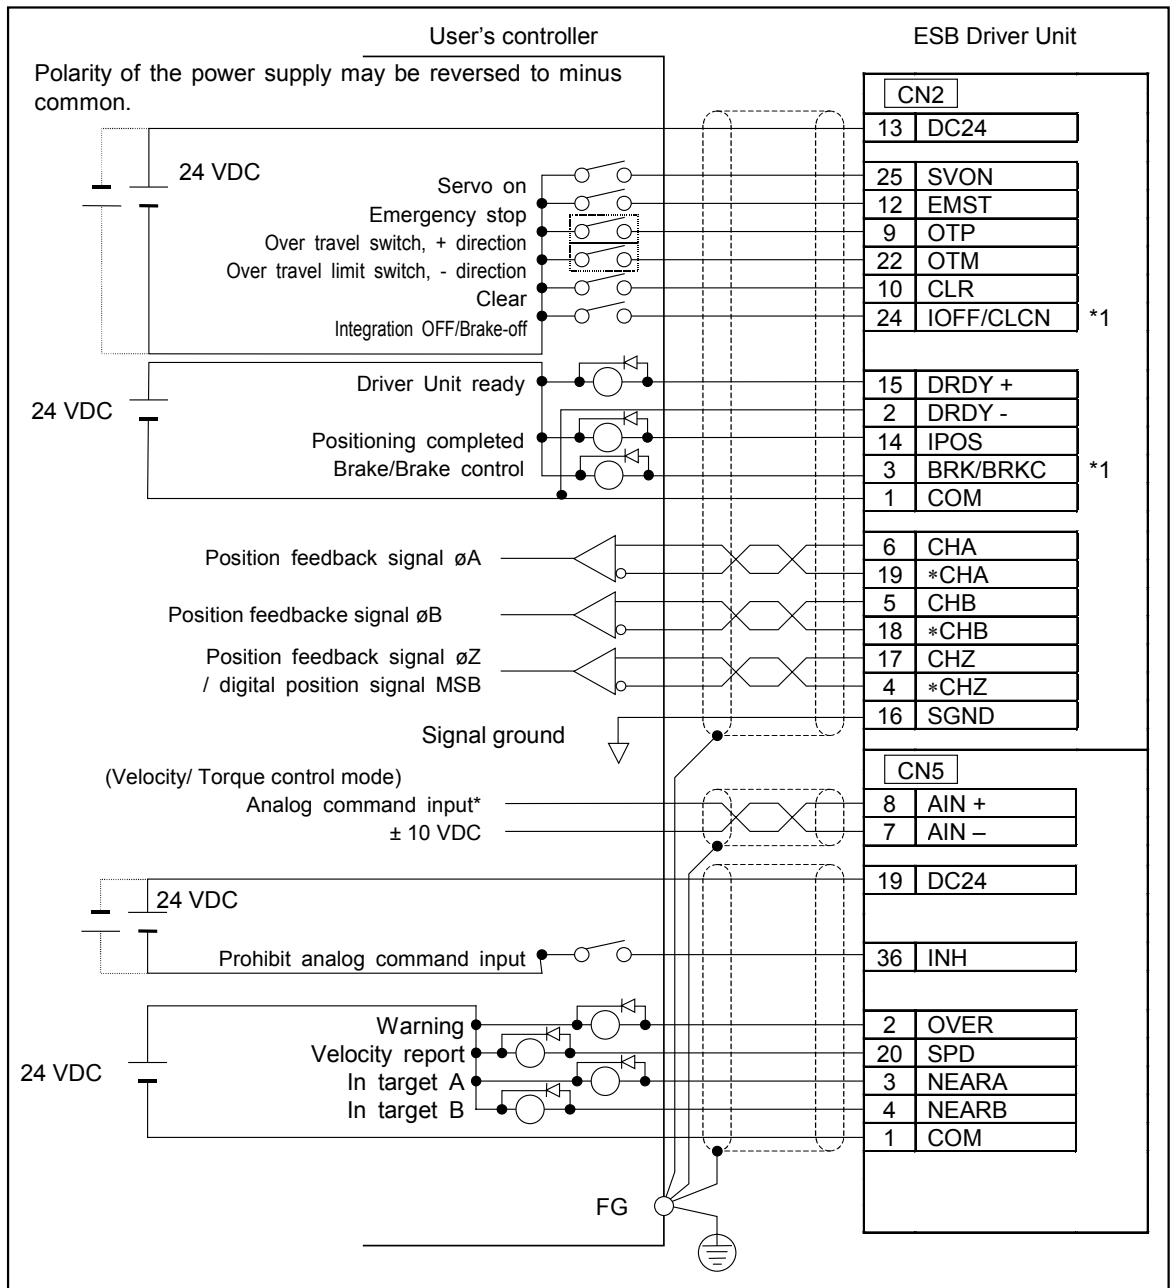 User's controller
ESB Driver Unit
Polarity of the power supply may be reversed to minus
common.
CN2
13 DC24
24 VDC
Servo on
25 SVON
Emergency stop
12 EMST
Over travel switch, + direction
9 OTP
Over travel limit switch, - direction
22 OTM
Clear
10 CLR
Integration OFF/Brake-off
24 IOFF/CLCN *1
24 VDC
Driver Unit ready
15 DRDY +
2 DRDY -
Positioning completed
14 IPOS
Brake/Brake control
3 BRK/BRKC *1
1 COM
Position feedback signal øA
6 CHA
19 *CHA
Position feedbacke signal øB
5 CHB
18 *CHB
Position feedback signal øZ
/ digital position signal MSB
17 CHZ
4 *CHZ
Signal ground
16 SGND
CN5
(Velocity/ Torque control mode)
Analog command input*
± 10 VDC
8 AIN +
7 AIN –
24 VDC
19 DC24
Prohibit analog command input
36 INH
24 VDC
Warning
2 OVER
Velocity report
20 SPD
In target A
3 NEARA
In target B
4 NEARB
1 COM
FG